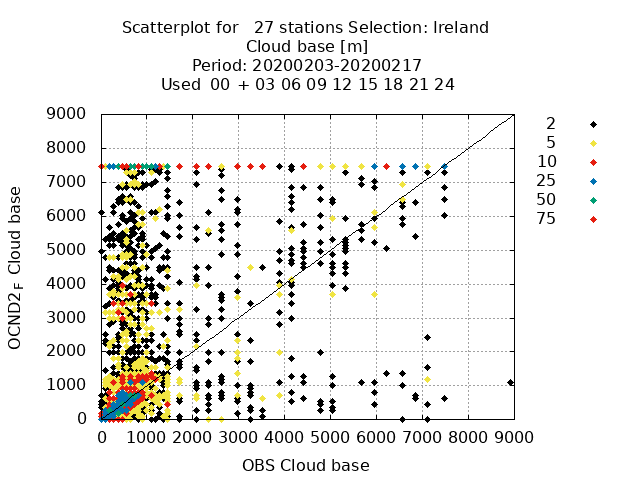 Scatterplot for 27 stations Selection: Ireland
Cloud base [m]
Period: 20200203-20200217
Used 00 + 03 06 09 12 15 18 21 24
2
5
10
25
50
75
9000
8000
7000
6000
5000
4000
3000
2000
1000
0
OCND2F Cloud base
0 1000 2000 3000 4000 5000 6000 7000 8000 9000
OBS Cloud base